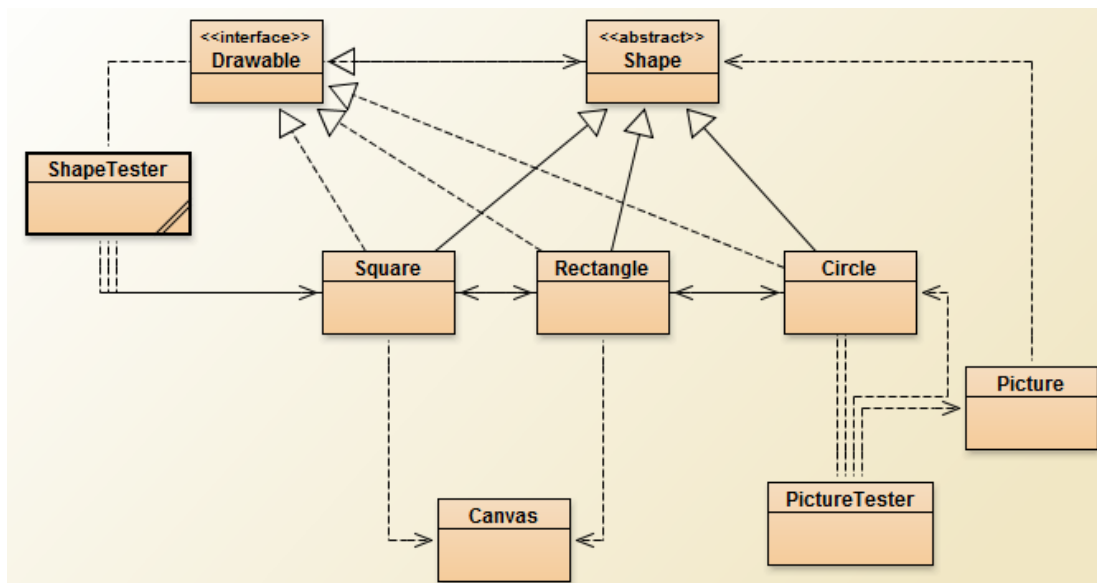 <<interface>>
Drawable
<<abstract>>
Shape
ShapeTester
Square
Rectangle
Circle
Picture
PictureTester
Canvas